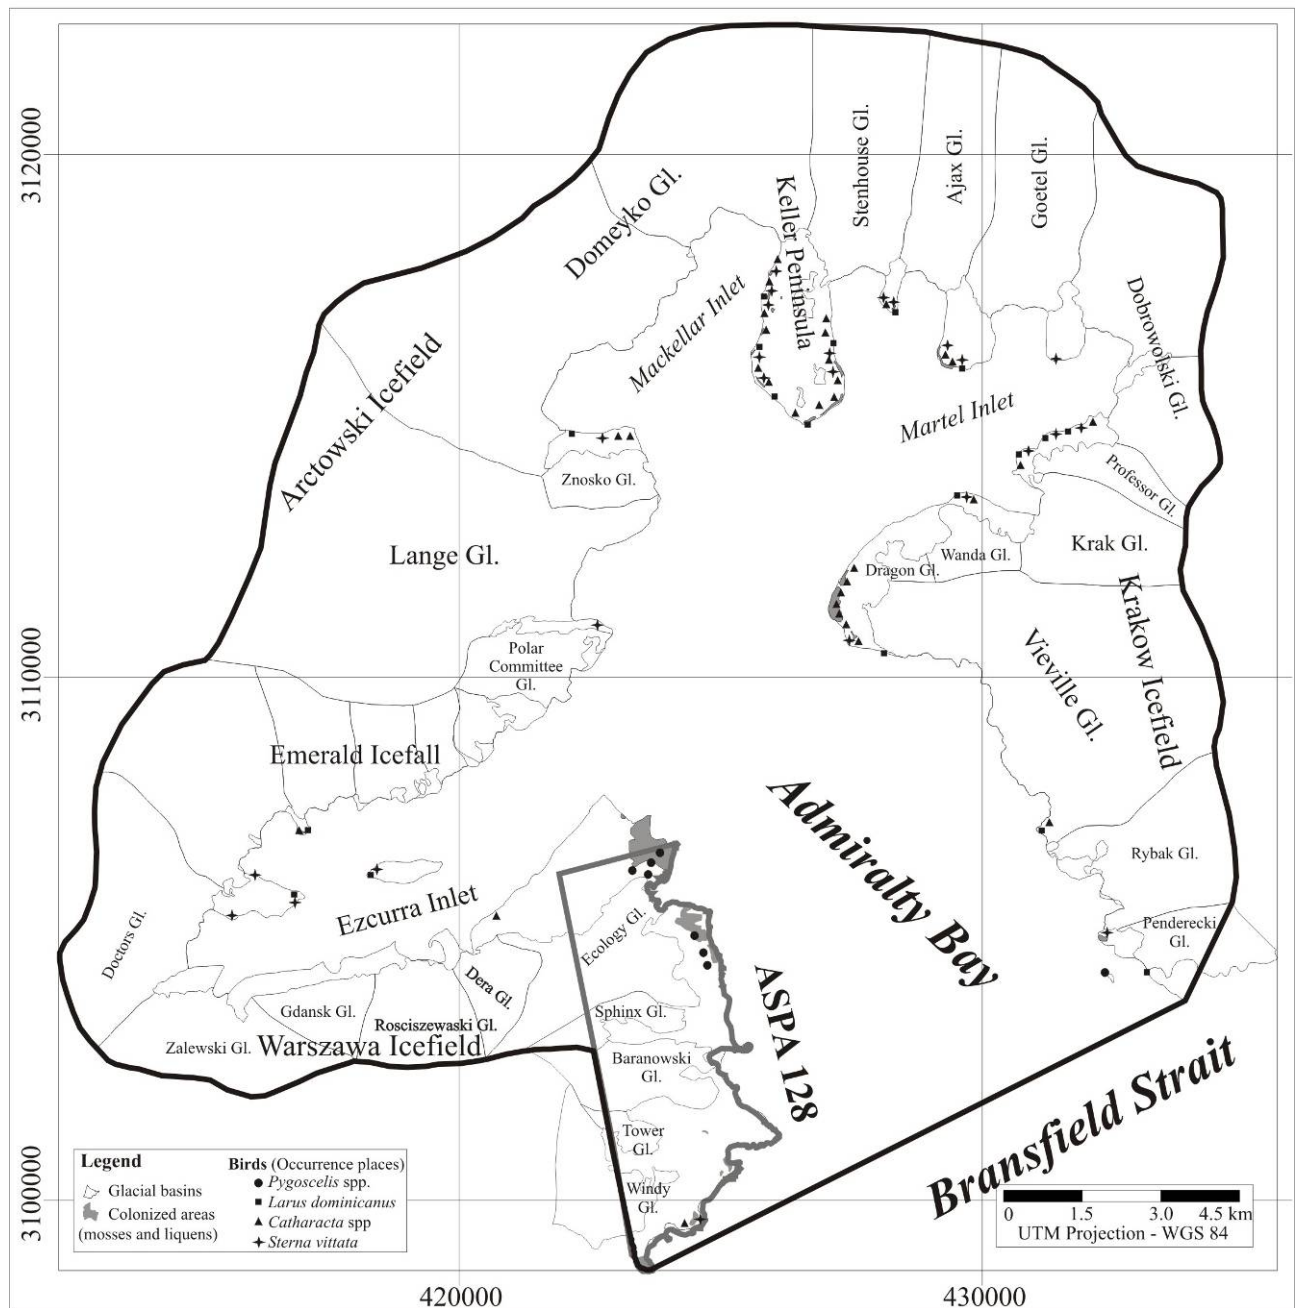 3120000
3110000
3100000
420000
430000
Stenhouse Gl.
Ajax Gl.
Goetel Gl.
Keller Peninsula
Domeyko Gl.
Mackellar Inlet
Dobrowolski Gl.
Arctowski Icefield
Martel Inlet
Znosko Gl.
Professor Gl.
Lange Gl.
Krak Gl.
Wanda Gl.
Dragon Gl.
Krakow Icefield
Polar
Committee
Gl.
Vieville Gl.
Emerald Icefall
Admiralty Bay
Rybak Gl.
Ezcurra Inlet
Penderecki
Gl.
Doctors Gl.
Ecology Gl.
Dera Gl.
Gdansk Gl.
Sphinx Gl.
ASPA 128
Rosciszewaski Gl.
Zalewski Gl.
Warszawa Icefield
Baranowski
Gl.
Bransfield Strait
Tower
Gl.
Windy
Gl.
Legend
Glacial basins
Colonized areas
(mosses and liquens)
Birds (Occurrence places)
Pygoscelis spp.
Larus dominicanus
Catharacta spp
Sterna vittata
0 1.5 3.0 4.5 km
UTM Projection - WGS 84